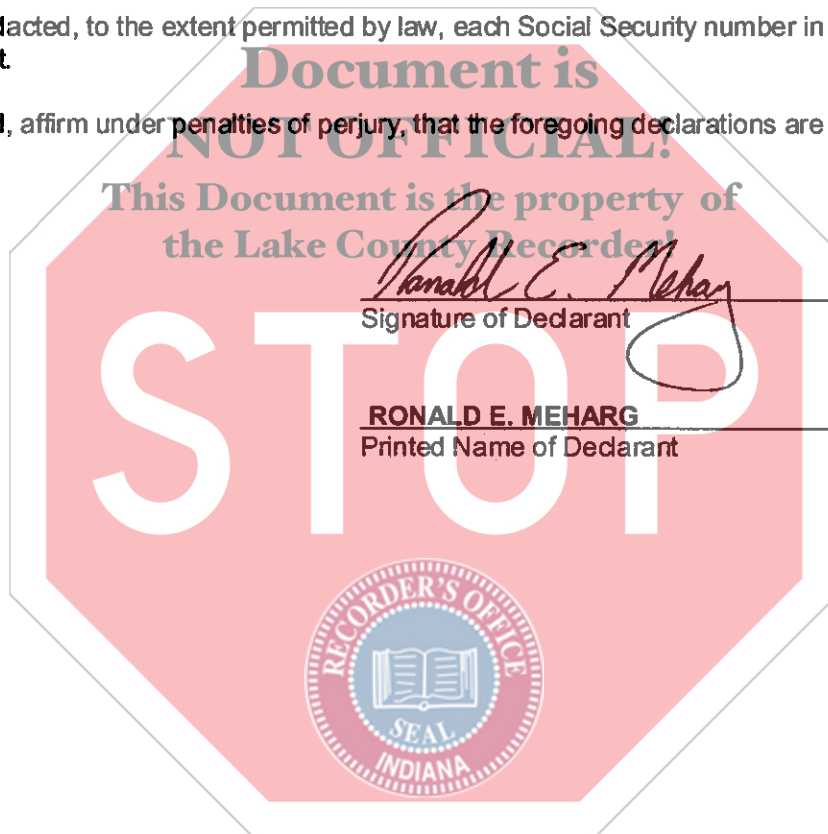 dacted, to the extent permitted by law, each Social Security number in
t.
Document is
d, affirm under penalties of perjury, that the foregoing declarations are
NOT OFFICIAL!
This Document is the property of
the Lake County Recorder!
Ronald E. Meharg
Signature of Declarant
RONALD E. MEHARG
Printed Name of Declarant
STOP
RECORDER'S OFFICE
SEAL
INDIANA